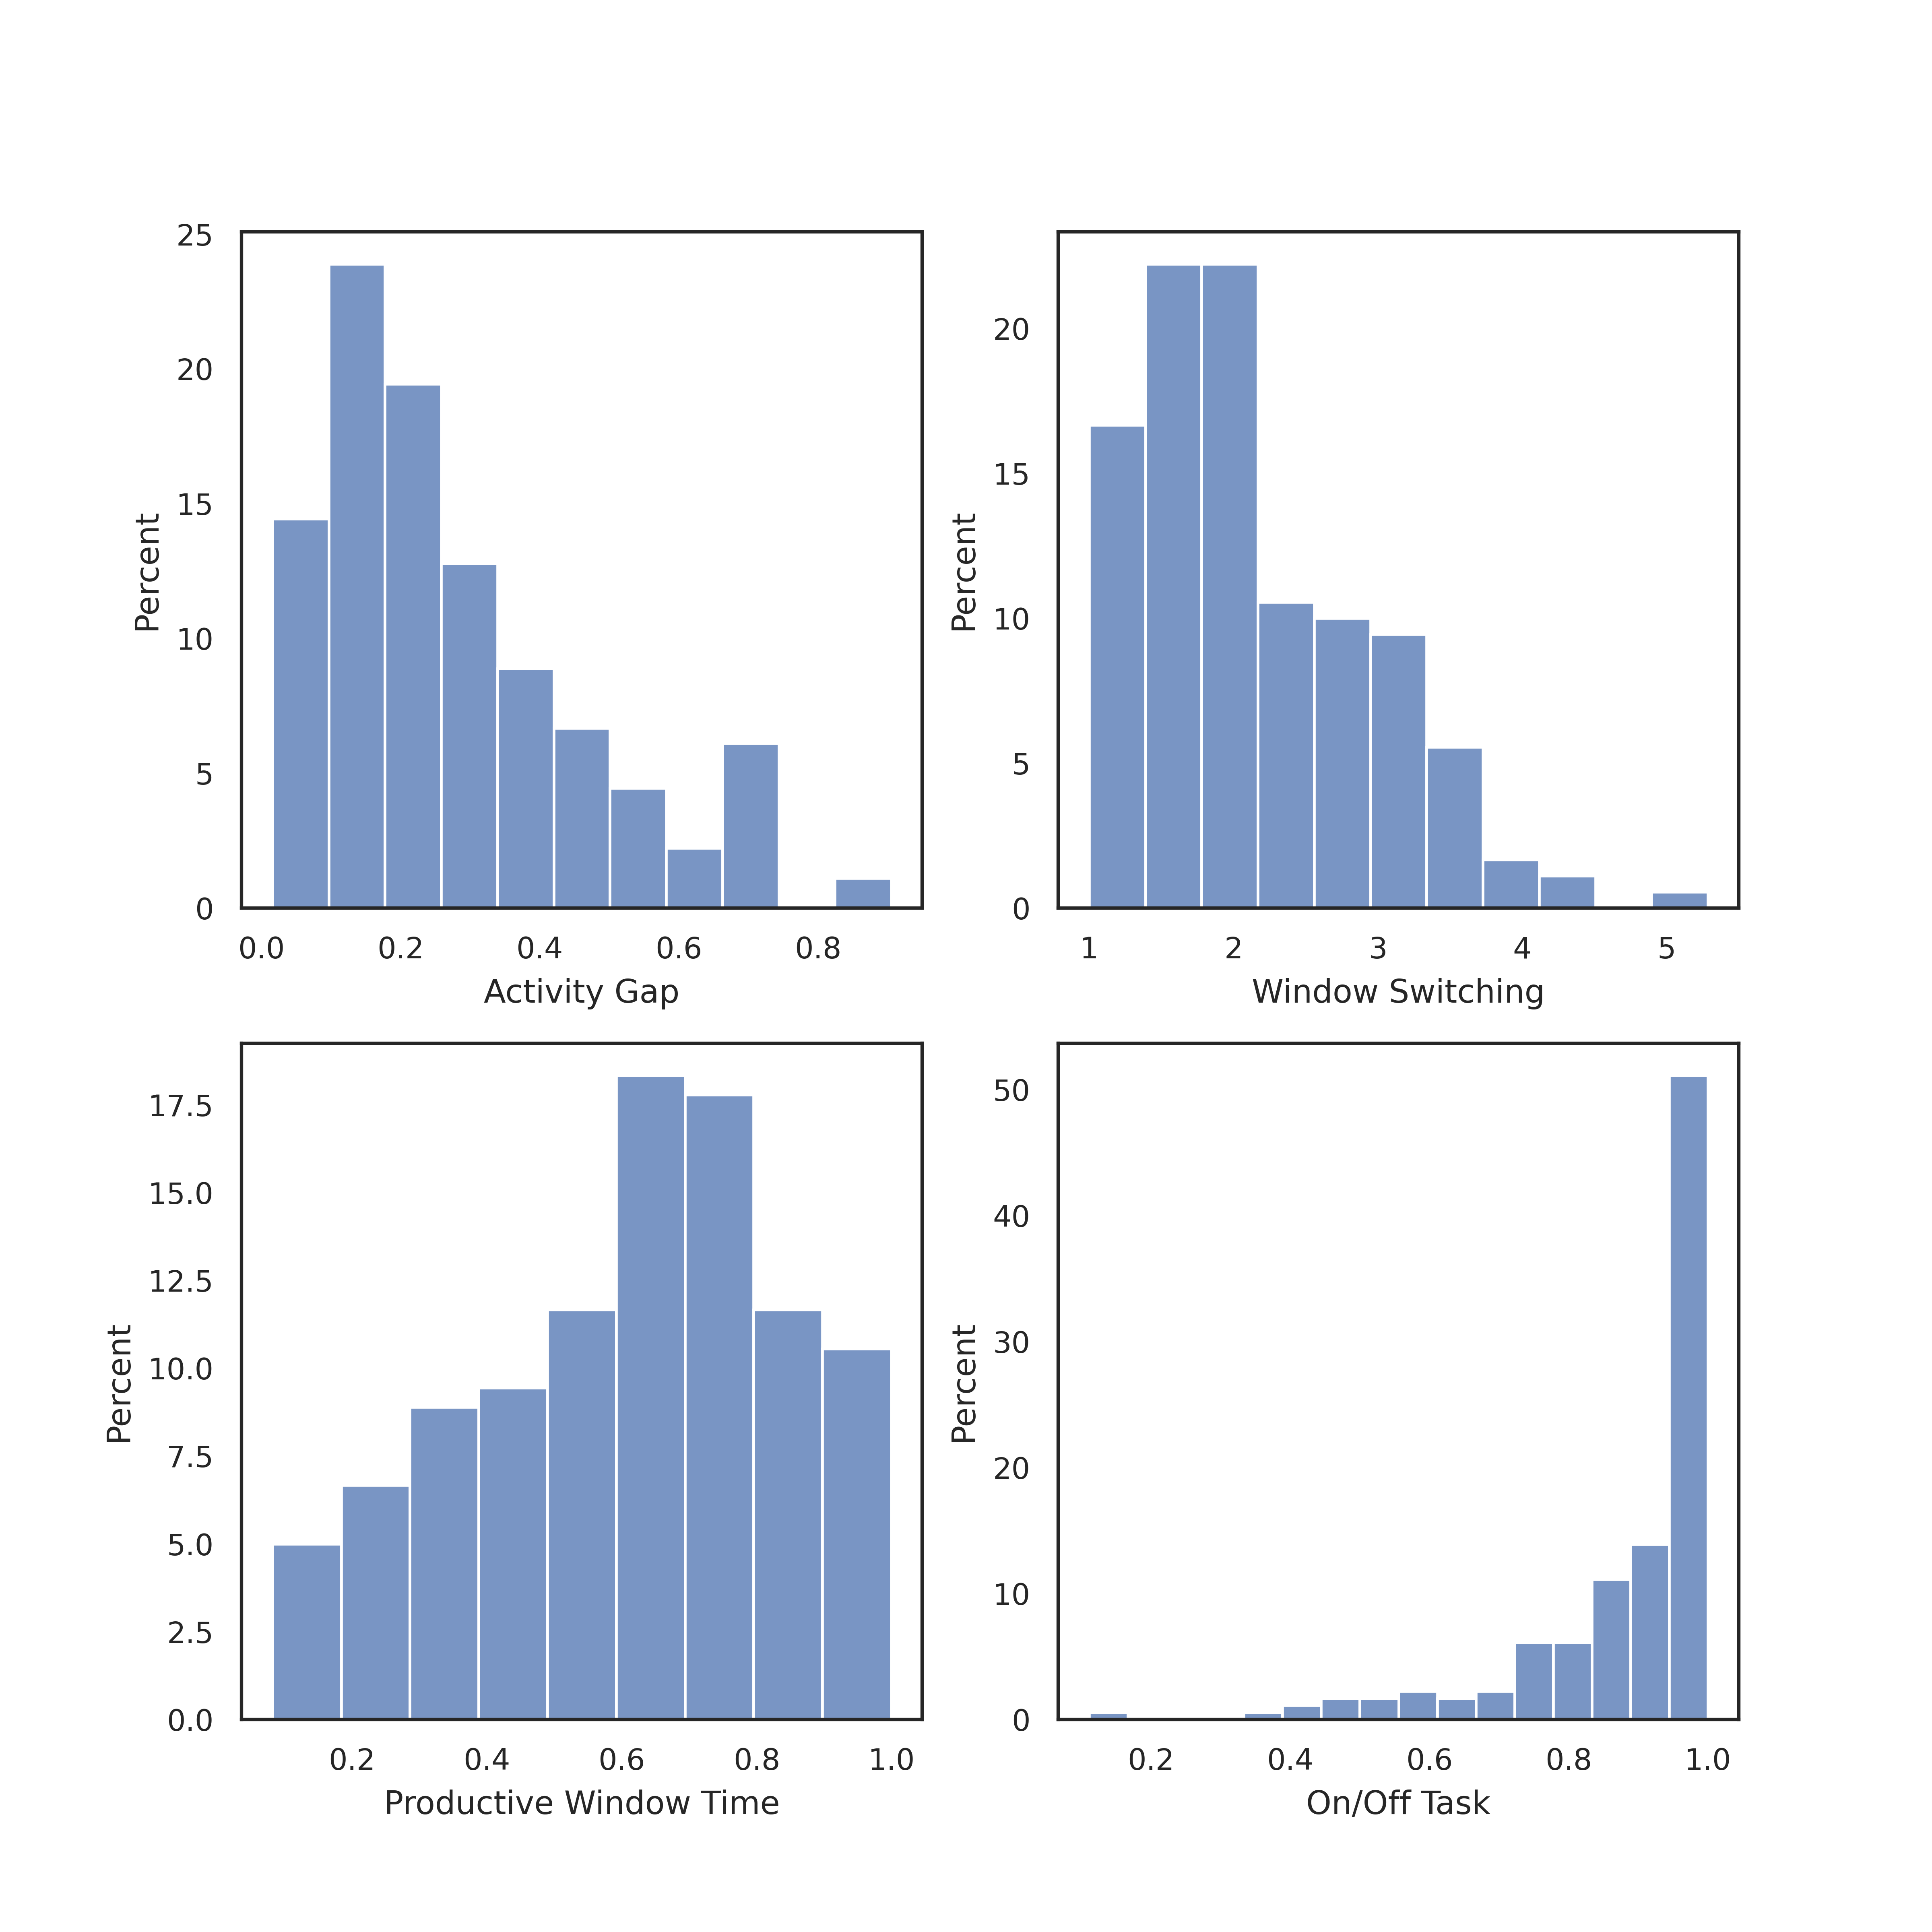 25
20
15
10
5
0
Percent
0.0 0.2 0.4 0.6 0.8
Activity Gap
20
15
10
5
0
Percent
1 2 3 4 5
Window Switching
17.5
15.0
12.5
10.0
7.5
5.0
2.5
0.0
Percent
0.2 0.4 0.6 0.8 1.0
Productive Window Time
50
40
30
20
10
0
Percent
0.2 0.4 0.6 0.8 1.0
On/Off Task